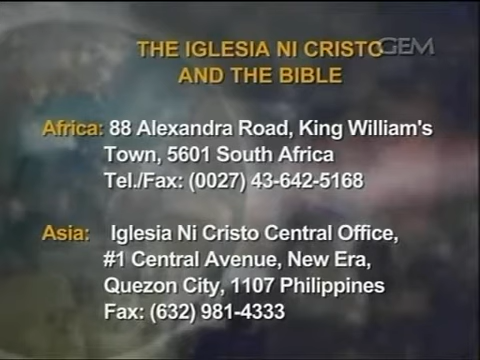 THE IGLESIA NI CRISTO
GEM
AND THE BIBLE
Africa: 88 Alexandra Road, King William's
Town, 5601 South Africa
Tel./Fax: (0027) 43-642-5168
Asia: Iglesia Ni Cristo Central Office,
#1 Central Avenue, New Era,
Quezon City, 1107 Philippines
Fax: (632) 981-4333